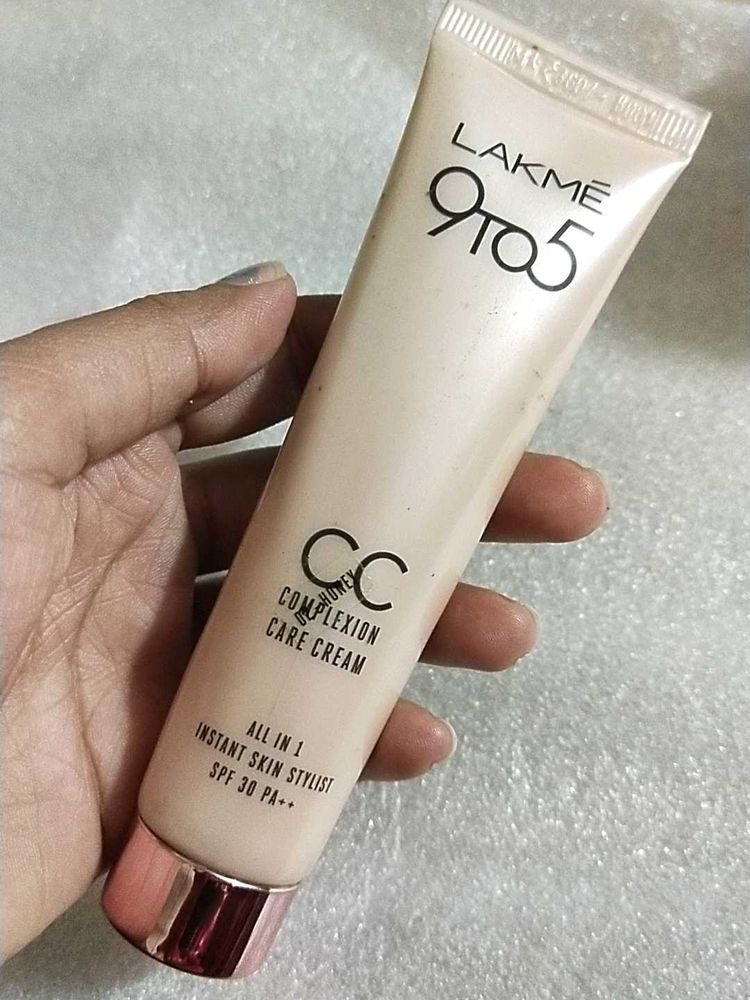 LAKMÉ
9TO5
CC
COMPLEXION
CARE CREAM
ALL IN 1
INSTANT SKIN STYLIST
SPF 30 PA++